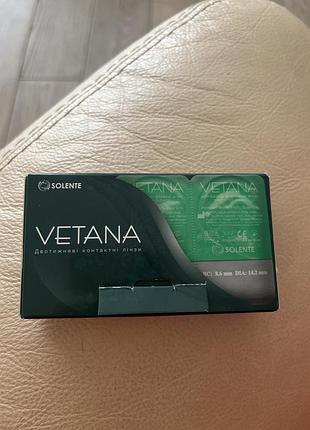 SOLENTE
VETANA
Двотижневі контактні лінзи
VETANA
VETANA
SOLENTE
BC: 8.6 mm DIA: 14.2 mm